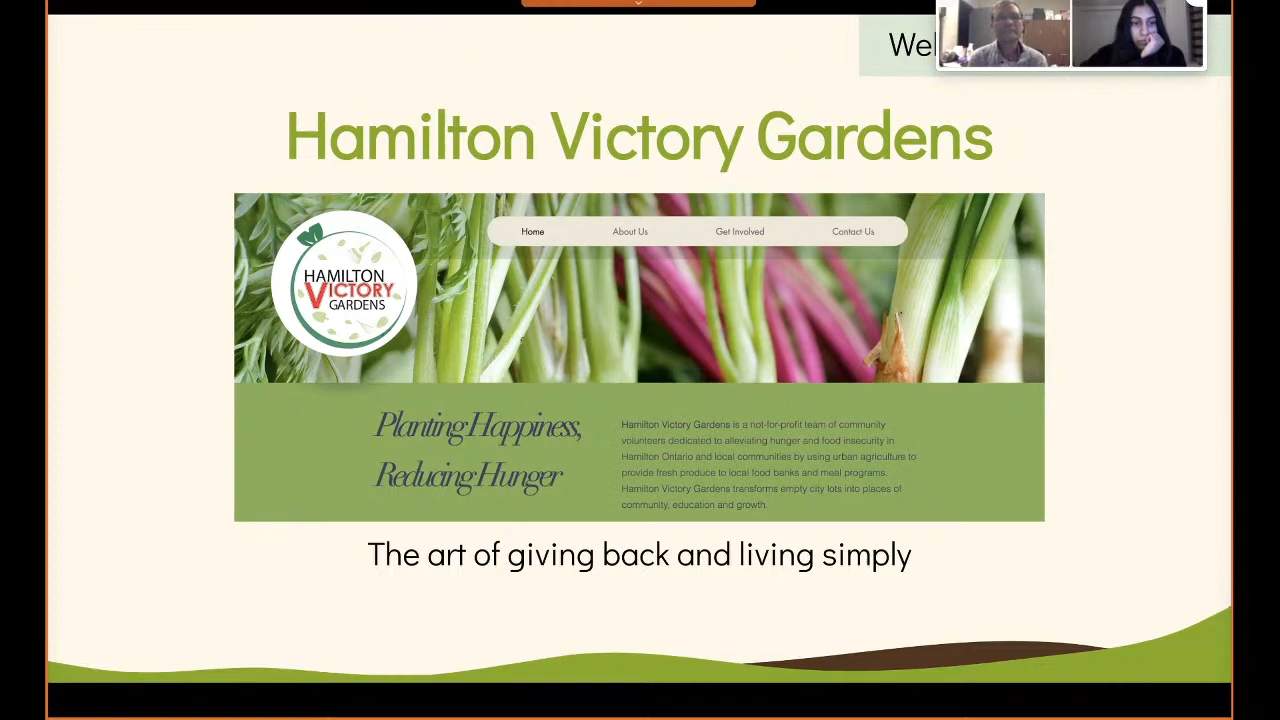 Hamilton Victory Gardens
HAMILTON
VICTORY
GARDENS
Home About Us Get Involved Contact Us
Planting Happiness,
Reducing Hunger
Hamilton Victory Gardens is a not-for-profit team of community
volunteers dedicated to alleviating hunger and food insecurity in
Hamilton Ontario and local communities by using urban agriculture to
provide fresh produce to local food banks and meal programs.
Hamilton Victory Gardens transforms empty city lots into places of
community, education and growth.
The art of giving back and living simply